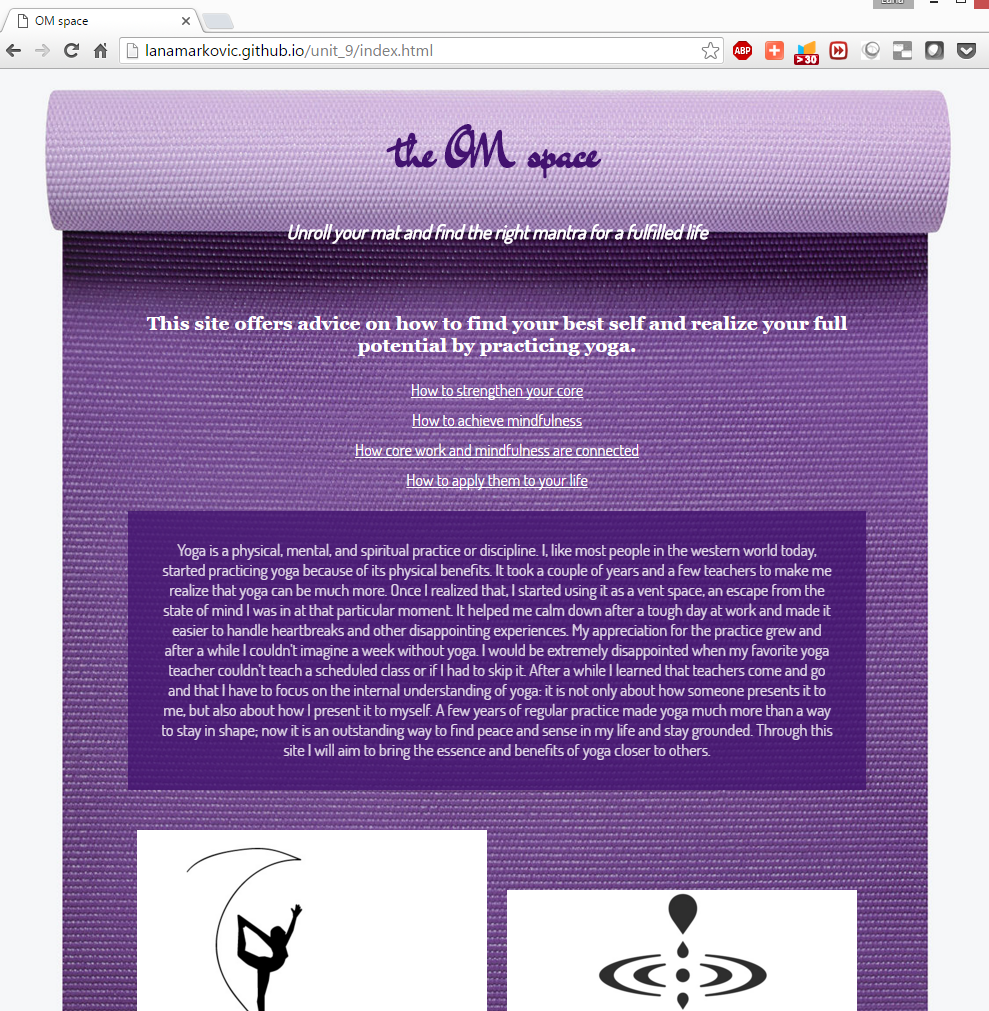 Lana
OM space
lanamarkovic.github.io/unit_9/index.html
ABP
> 30
the OM space
Unroll your mat and find the right mantra for a fulfilled life
This site offers advice on how to find your best self and realize your full
potential by practicing yoga.
How to strengthen your core
How to achieve mindfulness
How core work and mindfulness are connected
How to apply them to your life
Yoga is a physical, mental, and spiritual practice or discipline. I, like most people in the western world today,
started practicing yoga because of its physical benefits. It took a couple of years and a few teachers to make me
realize that yoga can be much more. Once I realized that, I started using it as a vent space, an escape from the
state of mind I was in at that particular moment. It helped me calm down after a tough day at work and made it
easier to handle heartbreaks and other disappointing experiences. My appreciation for the practice grew and
after a while I couldn't imagine a week without yoga. I would be extremely disappointed when my favorite yoga
teacher couldn't teach a scheduled class or if I had to skip it. After a while I learned that teachers come and go
and that I have to focus on the internal understanding of yoga: it is not only about how someone presents it to
me, but also about how I present it to myself. A few years of regular practice made yoga much more than a way
to stay in shape; now it is an outstanding way to find peace and sense in my life and stay grounded. Through this
site I will aim to bring the essence and benefits of yoga closer to others.